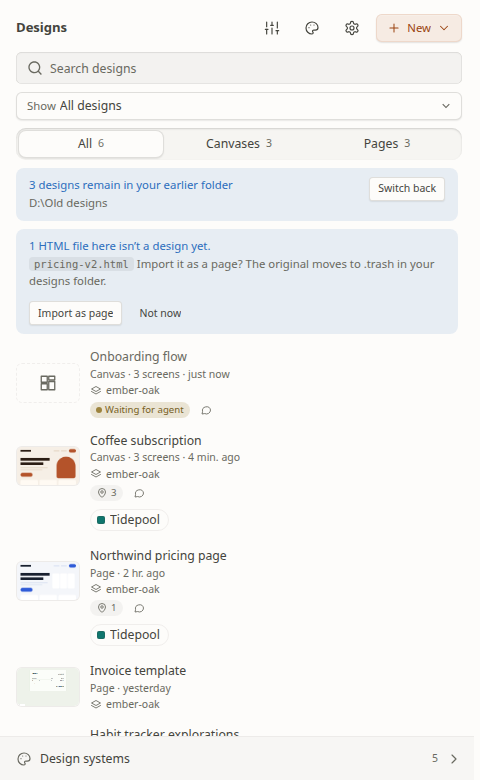 Designs
New
Search designs
Show All designs
All 6
Canvases 3
Pages 3
3 designs remain in your earlier folder
D:\Old designs
Switch back
1 HTML file here isn't a design yet.
pricing-v2.html Import it as a page? The original moves to .trash in your
designs folder.
Import as page
Not now
Onboarding flow
Canvas · 3 screens · just now
ember-oak
Waiting for agent
Coffee subscription
Canvas · 3 screens · 4 min. ago
ember-oak
3
Tidepool
Northwind pricing page
Page · 2 hr. ago
ember-oak
1
Tidepool
Invoice template
Page · yesterday
ember-oak
Habit tracker explorations
Design systems
5